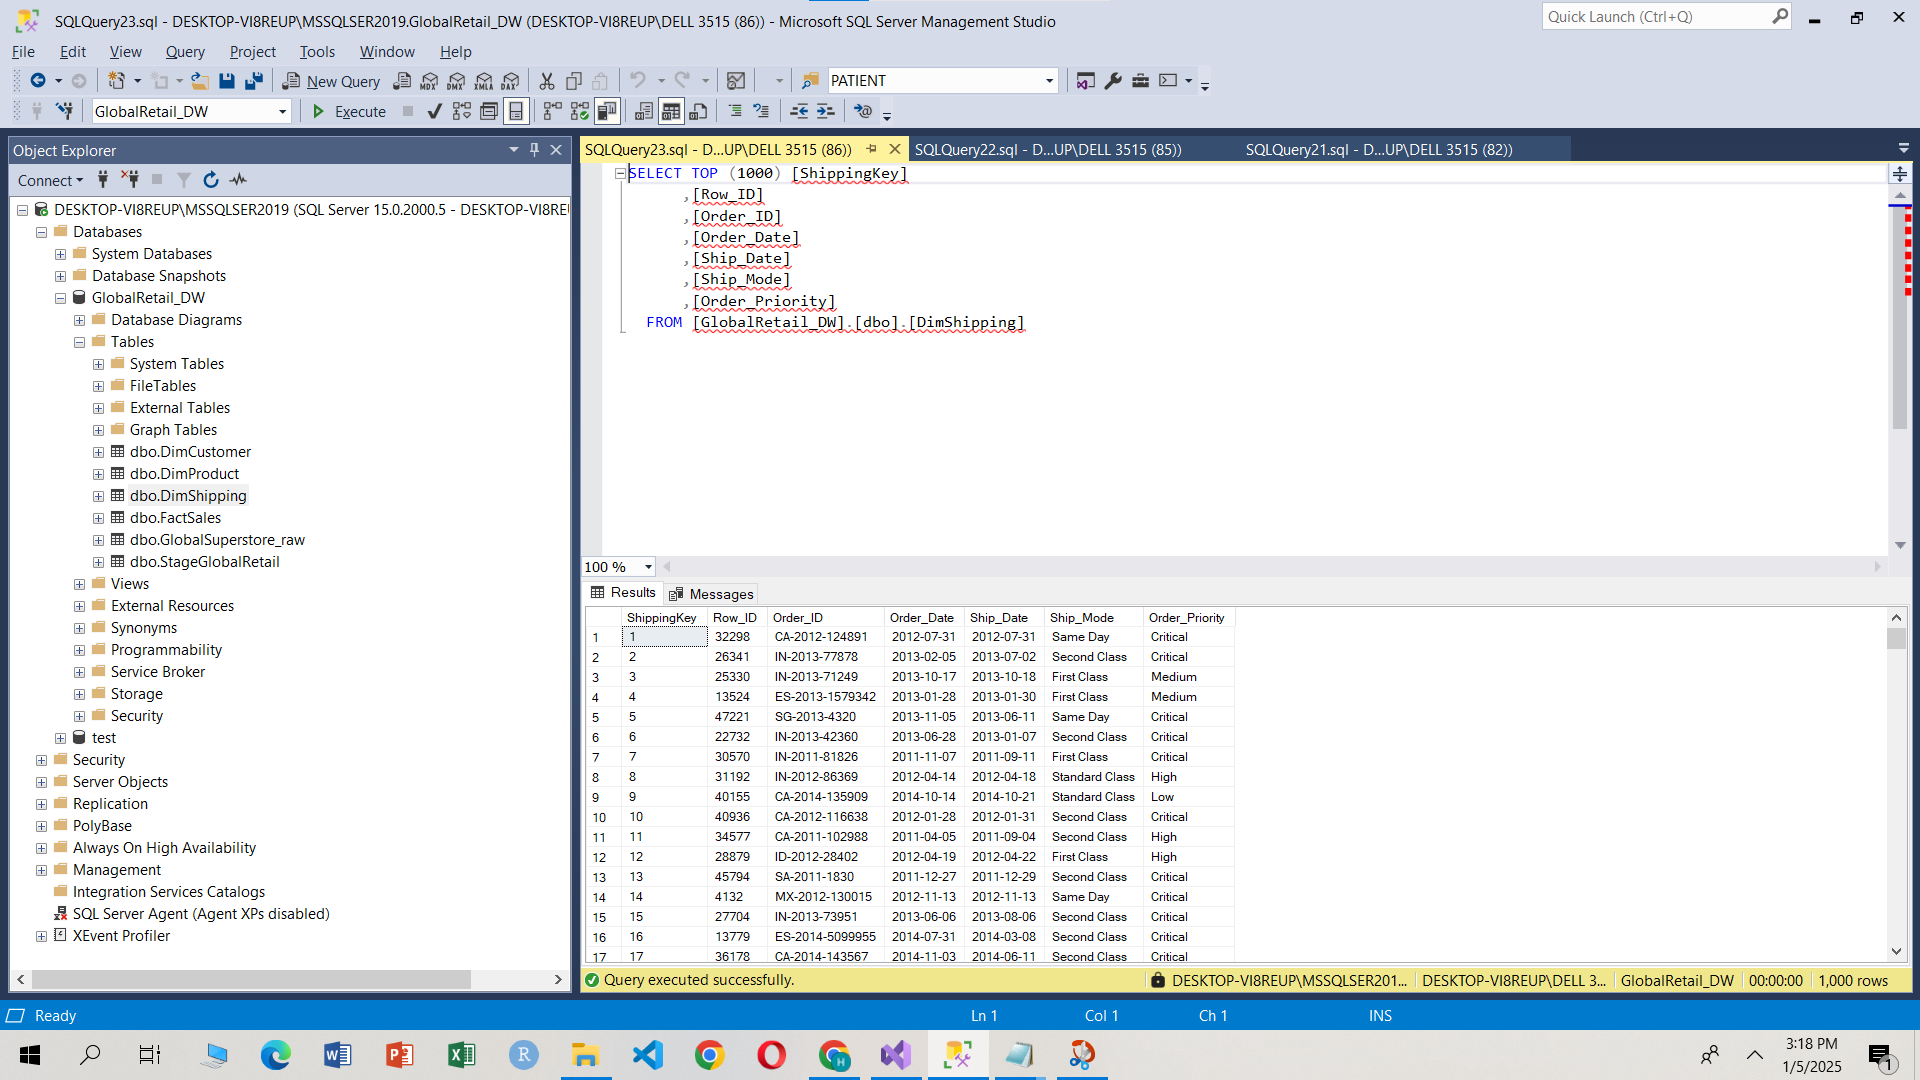 SQLQuery23.sql - DESKTOP-VI8REUP\MSSQLSER2019.GlobalRetail_DW (DESKTOP-VI8REUP\DELL 3515 (86)) - Microsoft SQL Server Management Studio
Quick Launch (Ctrl+Q)
File Edit View Query Project Tools Window Help
New Query MDX DMX XMLA DAX PATIENT
GlobalRetail_DW Execute
Object Explorer
Connect
DESKTOP-VI8REUP\MSSQLSER2019 (SQL Server 15.0.2000.5 - DESKTOP-VI8REU
Databases
System Databases
Database Snapshots
GlobalRetail_DW
Database Diagrams
Tables
System Tables
FileTables
External Tables
Graph Tables
dbo.DimCustomer
dbo.DimProduct
dbo.DimShipping
dbo.FactSales
dbo.GlobalSuperstore_raw
dbo.StageGlobalRetail
Views
External Resources
Synonyms
Programmability
Service Broker
Storage
Security
test
Security
Server Objects
Replication
PolyBase
Always On High Availability
Management
Integration Services Catalogs
SQL Server Agent (Agent XPs disabled)
XEvent Profiler
SQLQuery23.sql - D...UP\DELL 3515 (86)) SQLQuery22.sql - D...UP\DELL 3515 (85)) SQLQuery21.sql - D...UP\DELL 3515 (82))
SELECT TOP (1000) [ShippingKey]
,[Row_ID]
,[Order_ID]
,[Order_Date]
,[Ship_Date]
,[Ship_Mode]
,[Order_Priority]
FROM [GlobalRetail_DW].[dbo].[DimShipping]
100 %
Results Messages
ShippingKey Row_ID Order_ID Order_Date Ship_Date Ship_Mode Order_Priority
1 1 32298 CA-2012-124891 2012-07-31 2012-07-31 Same Day Critical
2 2 26341 IN-2013-77878 2013-02-05 2013-07-02 Second Class Critical
3 3 25330 IN-2013-71249 2013-10-17 2013-10-18 First Class Medium
4 4 13524 ES-2013-1579342 2013-01-28 2013-01-30 First Class Medium
5 5 47221 SG-2013-4320 2013-11-05 2013-06-11 Same Day Critical
6 6 22732 IN-2013-42360 2013-06-28 2013-01-07 Second Class Critical
7 7 30570 IN-2011-81826 2011-11-07 2011-09-11 First Class Critical
8 8 31192 IN-2012-86369 2012-04-14 2012-04-18 Standard Class High
9 9 40155 CA-2014-135909 2014-10-14 2014-10-21 Standard Class Low
10 10 40936 CA-2012-116638 2012-01-28 2012-01-31 Second Class Critical
11 11 34577 CA-2011-102988 2011-04-05 2011-09-04 Second Class High
12 12 28879 ID-2012-28402 2012-04-19 2012-04-22 First Class High
13 13 45794 SA-2011-1830 2011-12-27 2011-12-29 Second Class Critical
14 14 4132 MX-2012-130015 2012-11-13 2012-11-13 Same Day Critical
15 15 27704 IN-2013-73951 2013-06-06 2013-08-06 Second Class Critical
16 16 13779 ES-2014-5099955 2014-07-31 2014-03-08 Second Class Critical
17 17 36178 CA-2014-143567 2014-11-03 2014-06-11 Second Class Critical
Query executed successfully. DESKTOP-VI8REUP\MSSQLSER201... DESKTOP-VI8REUP\DELL 3... GlobalRetail_DW 00:00:00 1,000 rows
Ready Ln 1 Col 1 Ch 1 INS
3:18 PM
1/5/2025
1